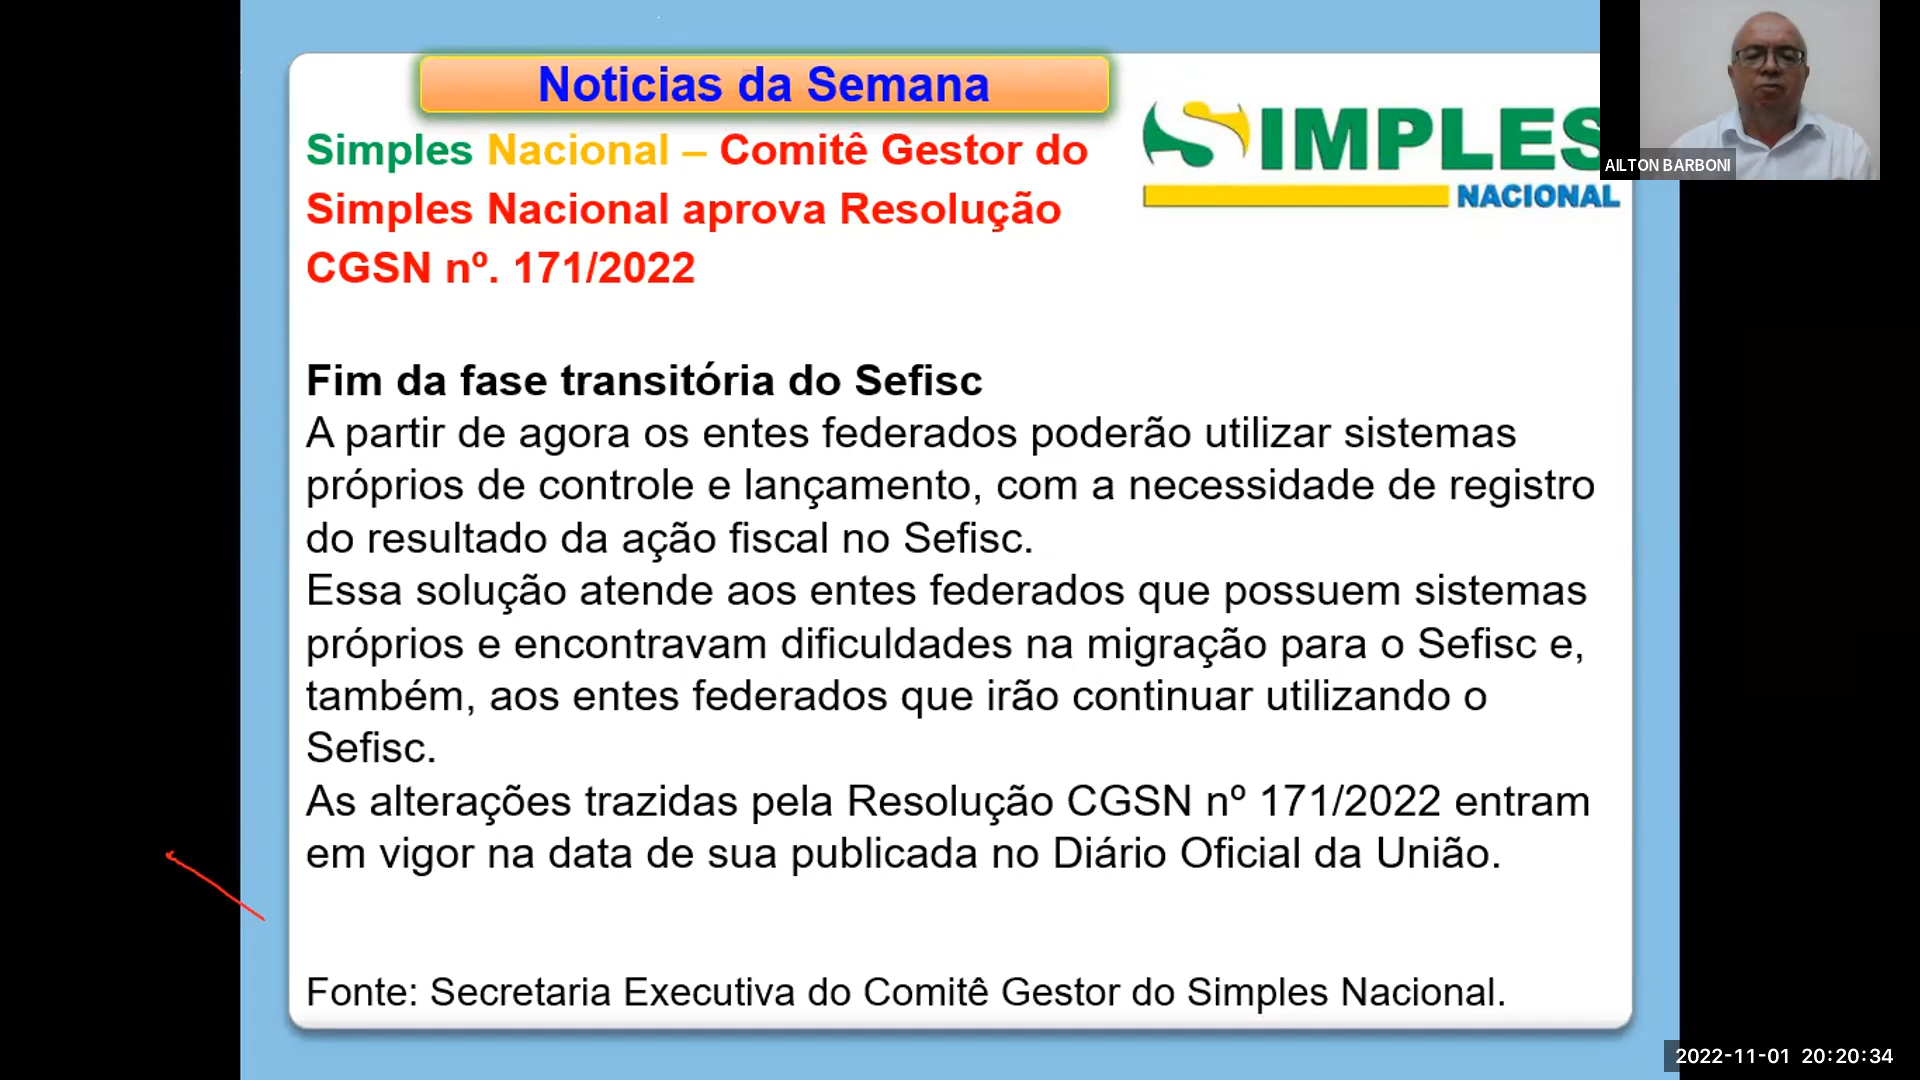 Noticias da Semana
Simples Nacional – Comitê Gestor do
Simples Nacional aprova Resolução
CGSN nº. 171/2022
SIMPLES
NACIONAL
AILTON BARBONI
Fim da fase transitória do Sefisc
A partir de agora os entes federados poderão utilizar sistemas
próprios de controle e lançamento, com a necessidade de registro
do resultado da ação fiscal no Sefisc.
Essa solução atende aos entes federados que possuem sistemas
próprios e encontravam dificuldades na migração para o Sefisc e,
também, aos entes federados que irão continuar utilizando o
Sefisc.
As alterações trazidas pela Resolução CGSN nº 171/2022 entram
em vigor na data de sua publicada no Diário Oficial da União.
Fonte: Secretaria Executiva do Comitê Gestor do Simples Nacional.
2022-11-01 20:20:34